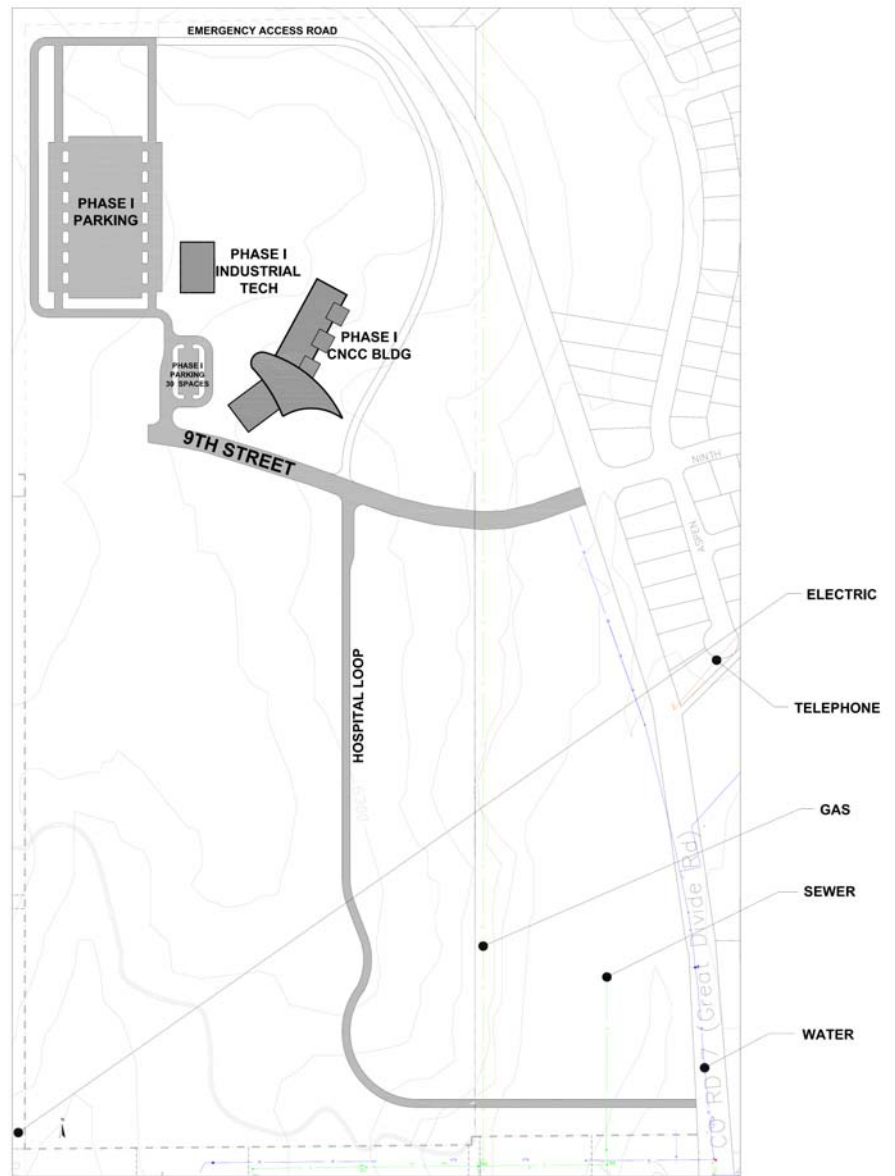 EMERGENCY ACCESS ROAD
PHASE I
PARKING
PHASE I
INDUSTRIAL
TECH
PHASE I
CNCC BLDG
PHASE I
PARKING
30 SPACES
9TH STREET
NINTH
ASPEN
HOSPITAL LOOP
6300
ELECTRIC
TELEPHONE
GAS
SEWER
WATER
CO RD 7 (Great Divide Rd)